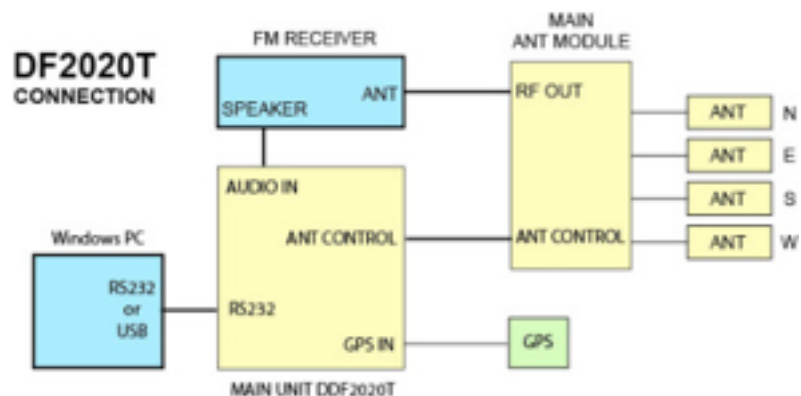 DF2020T
CONNECTION
FM RECEIVER
ANT
SPEAKER
MAIN
ANT MODULE
RF OUT
ANT CONTROL
ANT N
ANT E
ANT S
ANT W
AUDIO IN
ANT CONTROL
RS232
GPS IN
MAIN UNIT DDF2020T
Windows PC
RS232
or
USB
GPS